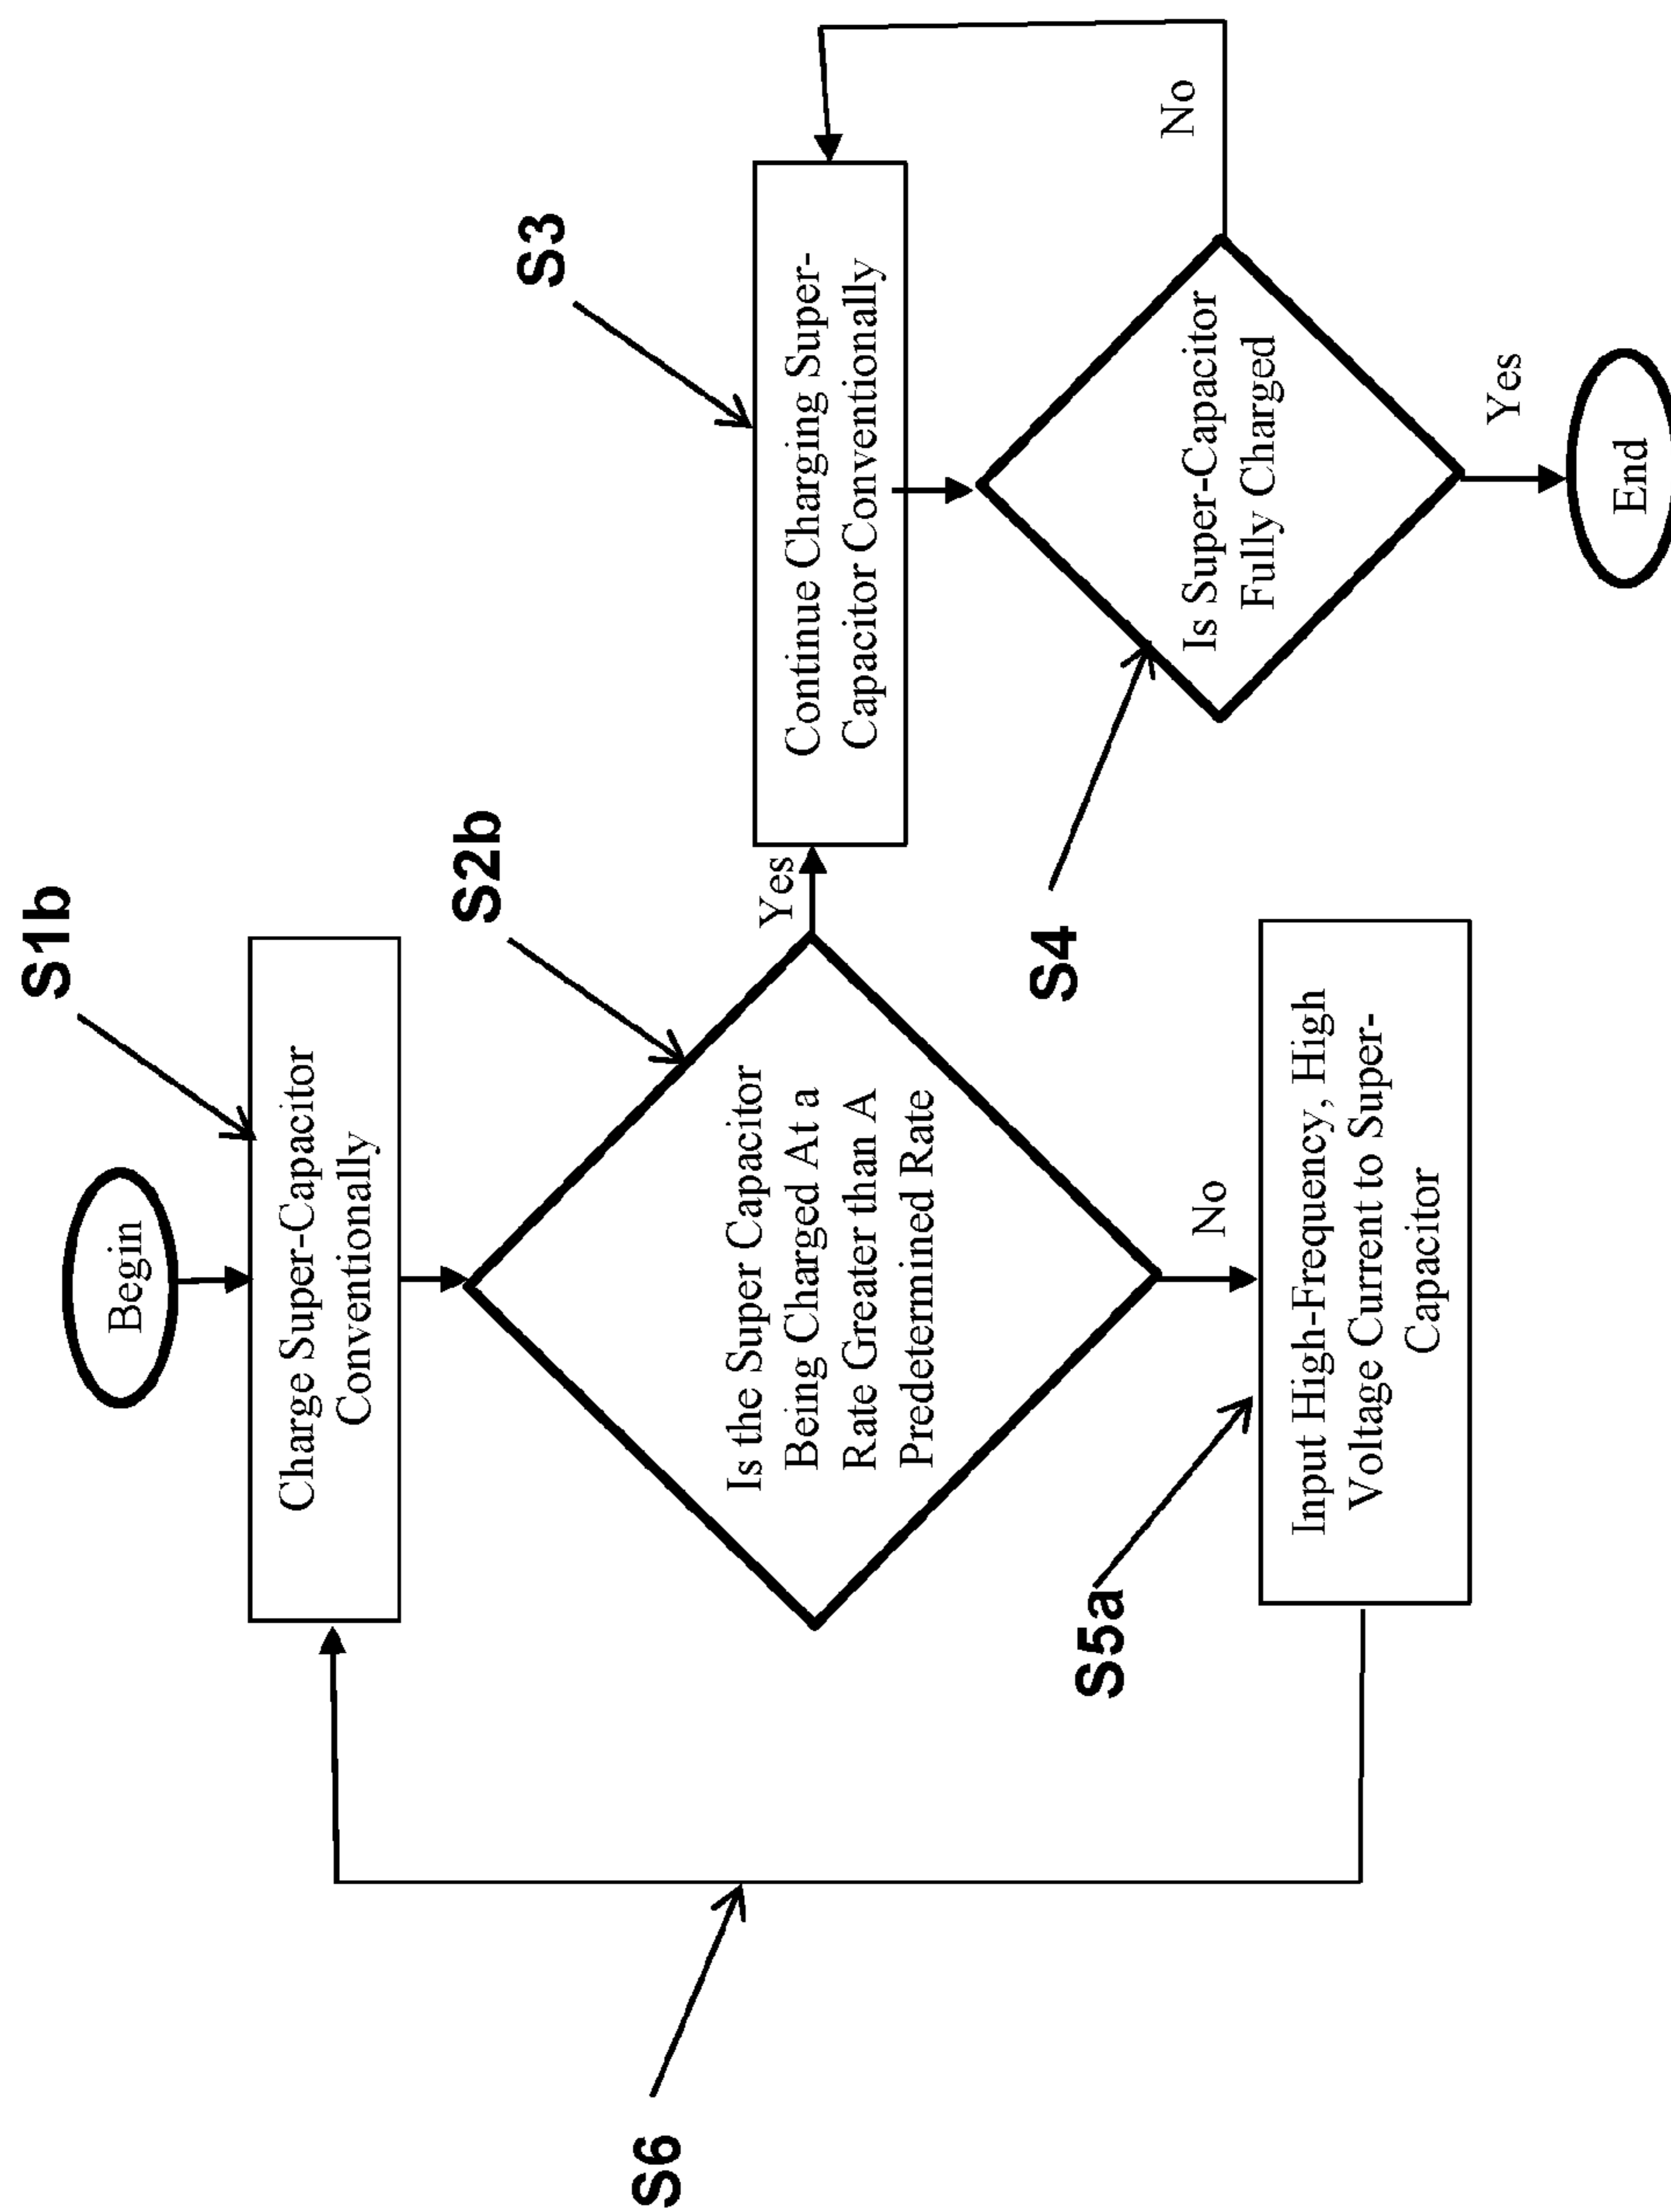 S1b
Begin
Charge Super-Capacitor
Conventionally
S2b
Is the Super Capacitor
Being Charged At a
Rate Greater than A
Predetermined Rate
Yes
No
S3
Continue Charging Super-
Capacitor Conventionally
S4
Is Super-Capacitor
Fully Charged
No
Yes
End
S5a
Input High-Frequency, High
Voltage Current to Super-
Capacitor
S6